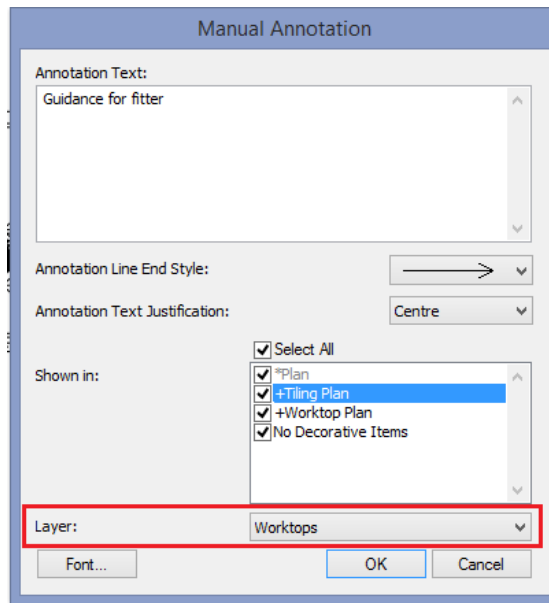 Manual Annotation
Annotation Text:
Guidance for fitter
Annotation Line End Style:
Annotation Text Justification:
Centre
Select All
Shown in:
*Plan
+Tiling Plan
+Worktop Plan
No Decorative Items
Layer:
Worktops
Font...
OK
Cancel